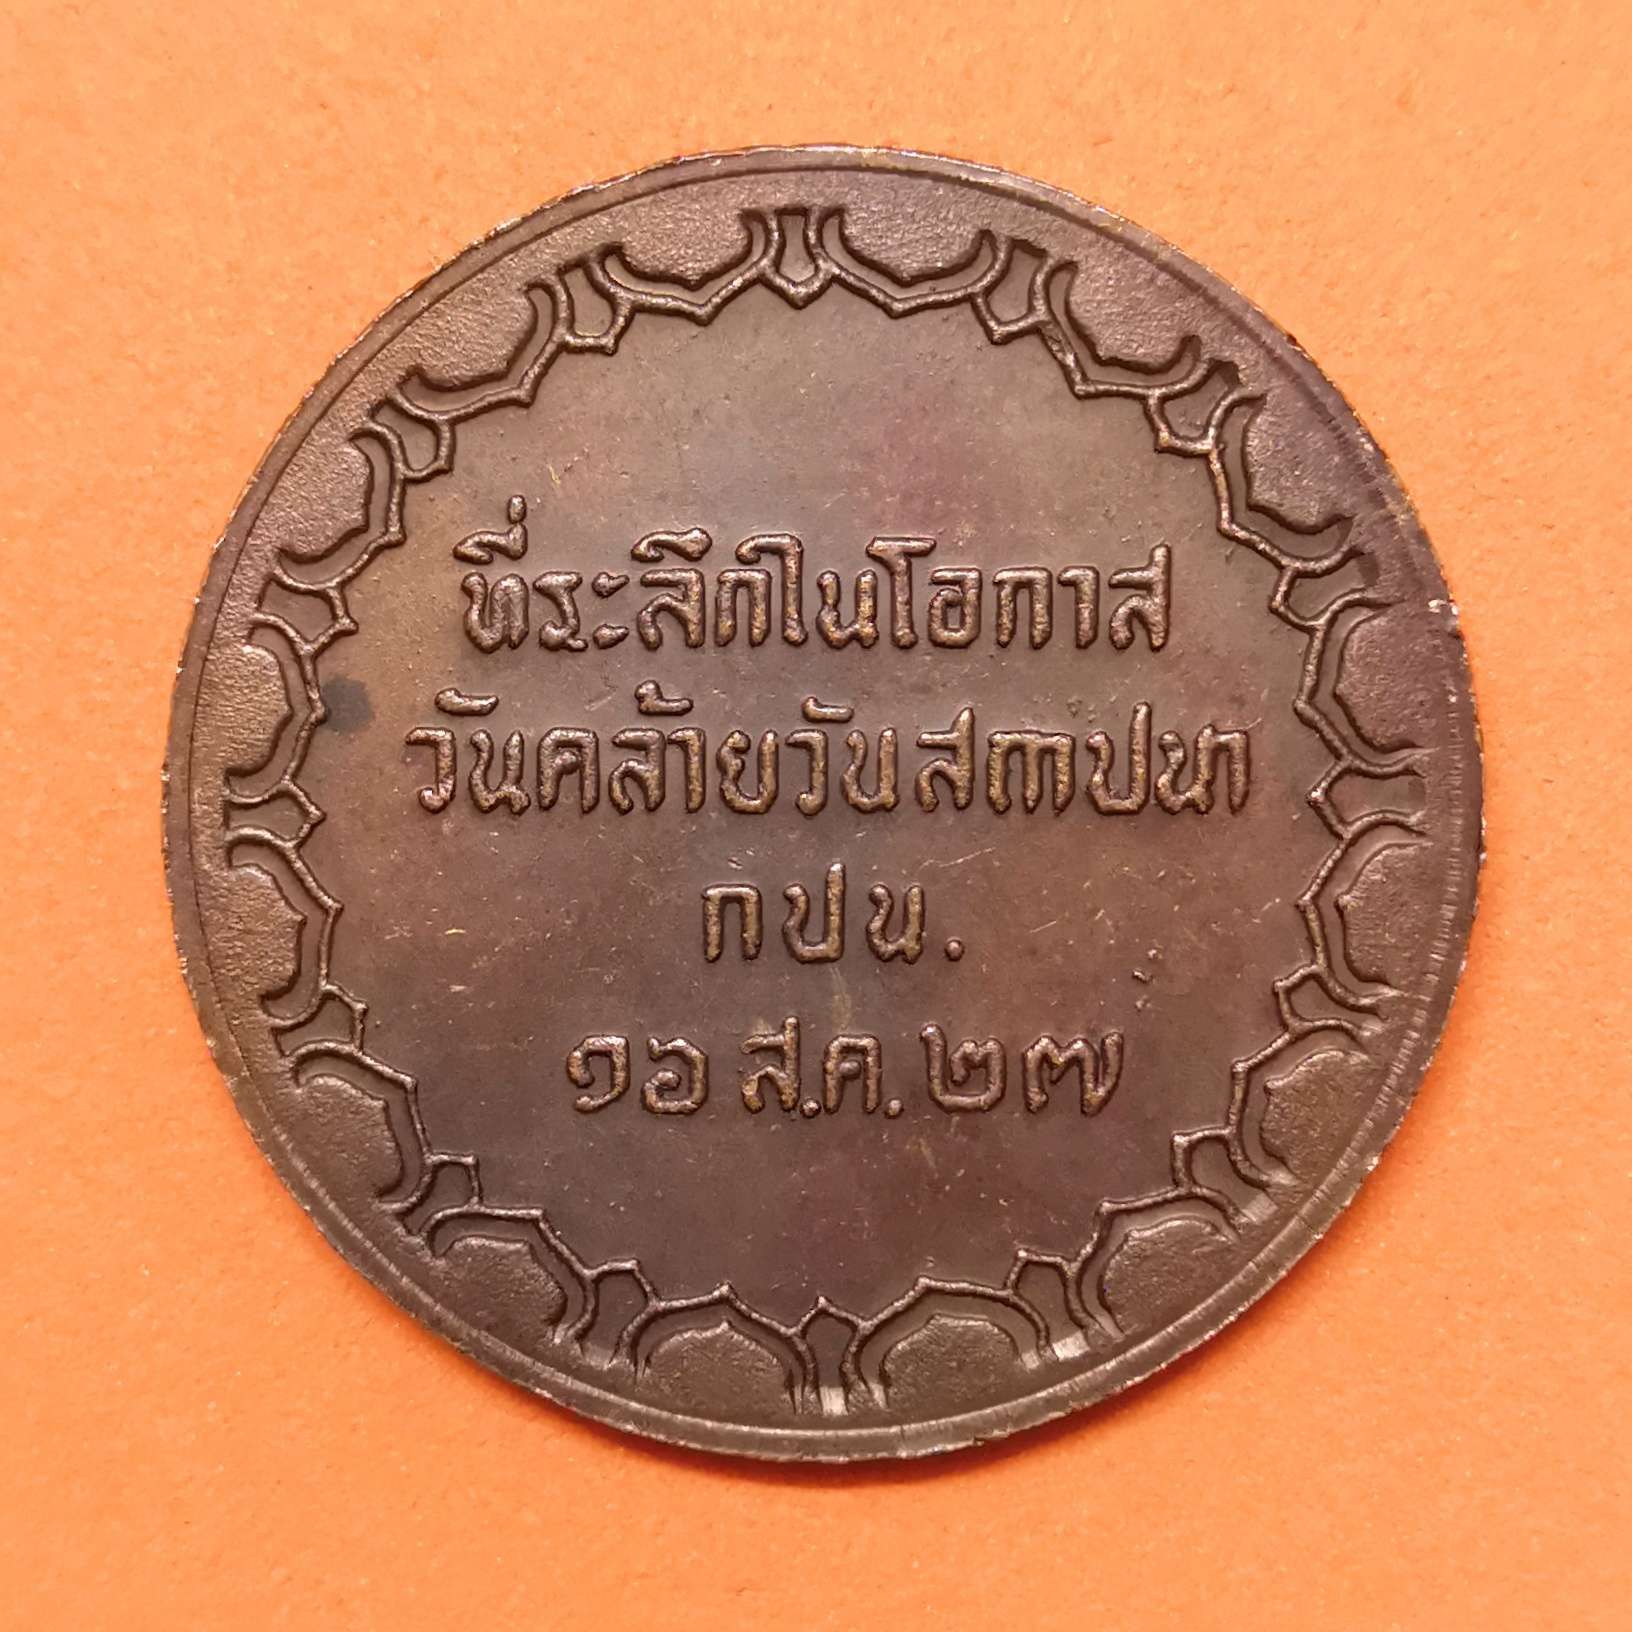 ที่ระลึกในโอกาส
วันคล้ายวันสถาปนา
กปน.
๑๖ ส.ค. ๒๗